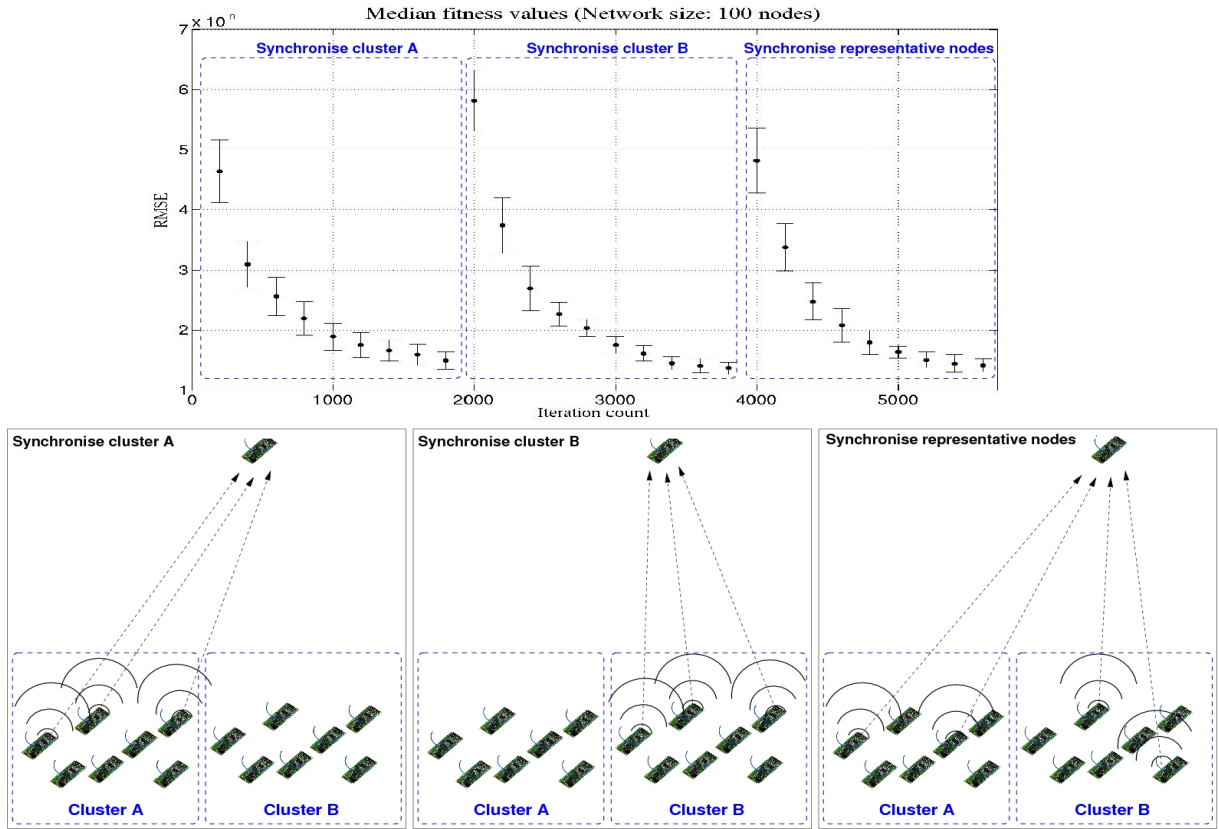 Median fitness values (Network size: 100 nodes)
7 × 10
Synchronise cluster A
Synchronise cluster B
Synchronise representative nodes
6
5
4
3
2
1
RMSE
0
1000
2000
3000
4000
5000
Iteration count
Synchronise cluster A
Synchronise cluster B
Synchronise representative nodes
Cluster A
Cluster B
Cluster A
Cluster B
Cluster A
Cluster B